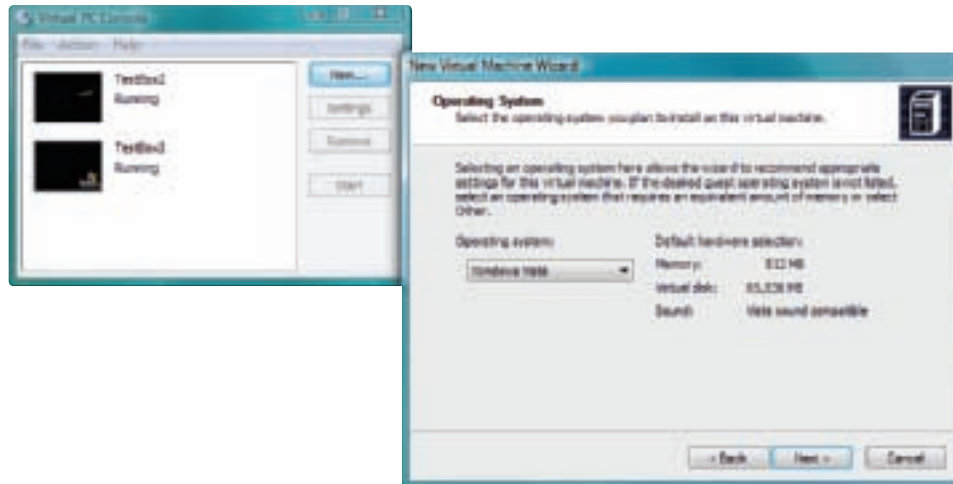 Virtual PC Console
File Action Help
TestBox2
Running
TestBox3
Running
New...
Settings
Remove
Start
New Virtual Machine Wizard
Operating System
Select the operating system you plan to install on this virtual machine.
Selecting an operating system here allows the wizard to recommend appropriate
settings for this virtual machine. If the desired guest operating system is not listed,
select an operating system that requires an equivalent amount of memory or select
Other.
Operating system:
Windows Vista
Default hardware selection:
Memory: 512 MB
Virtual disk: 65,536 MB
Sound: Vista sound compatible
< Back
Next >
Cancel